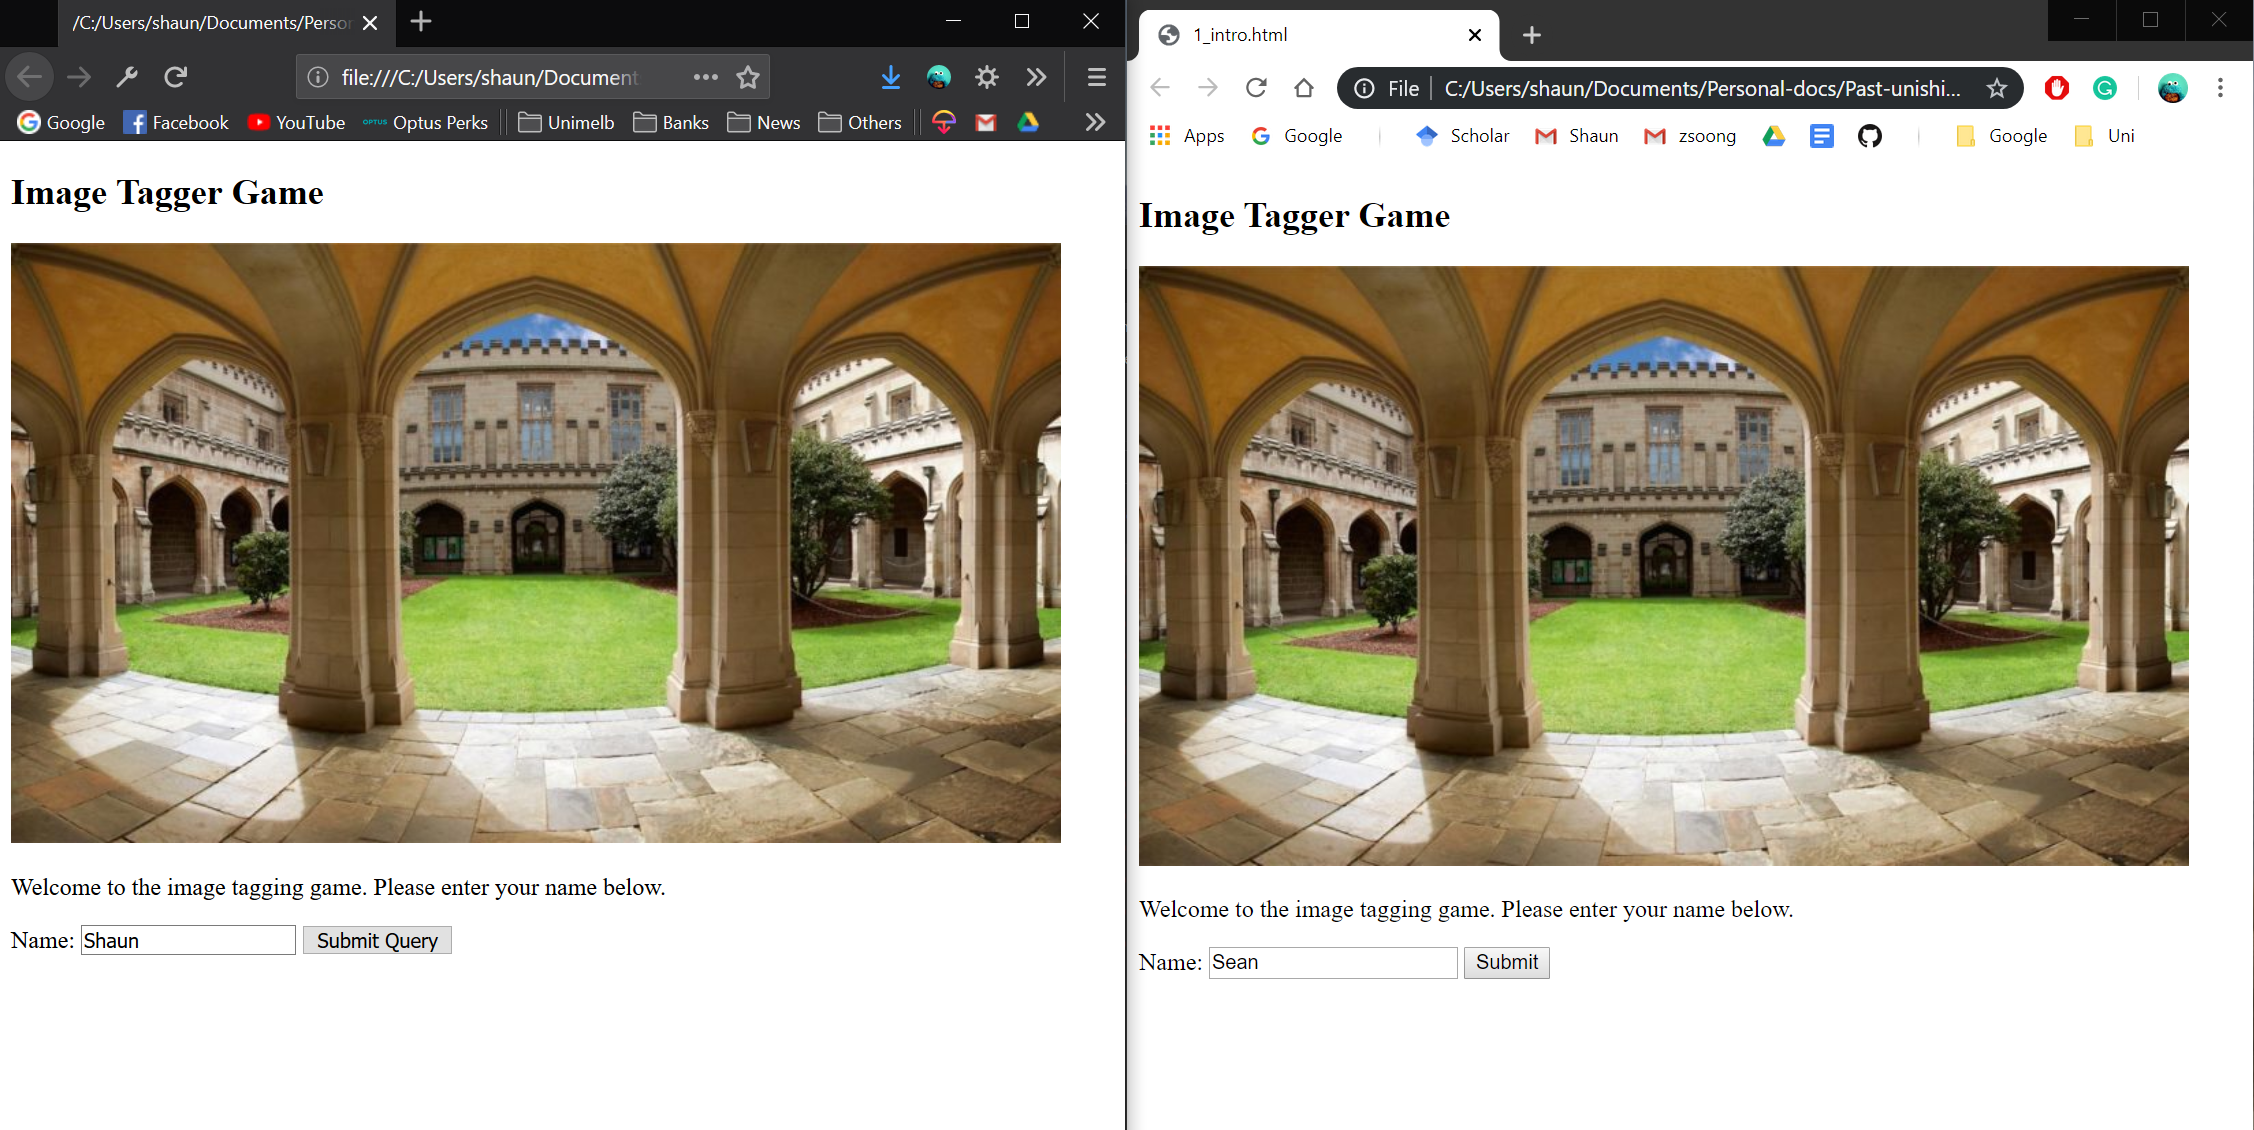 /C:/Users/shaun/Documents/Perso
file:///C:/Users/shaun/Document
Google Facebook YouTube OPTUS Optus Perks Unimelb Banks News Others
Image Tagger Game
Welcome to the image tagging game. Please enter your name below.
Name: Shaun Submit Query
1_intro.html
File C:/Users/shaun/Documents/Personal-docs/Past-unishi...
Apps Google Scholar Shaun zsoong Google Uni
Image Tagger Game
Welcome to the image tagging game. Please enter your name below.
Name: Sean Submit